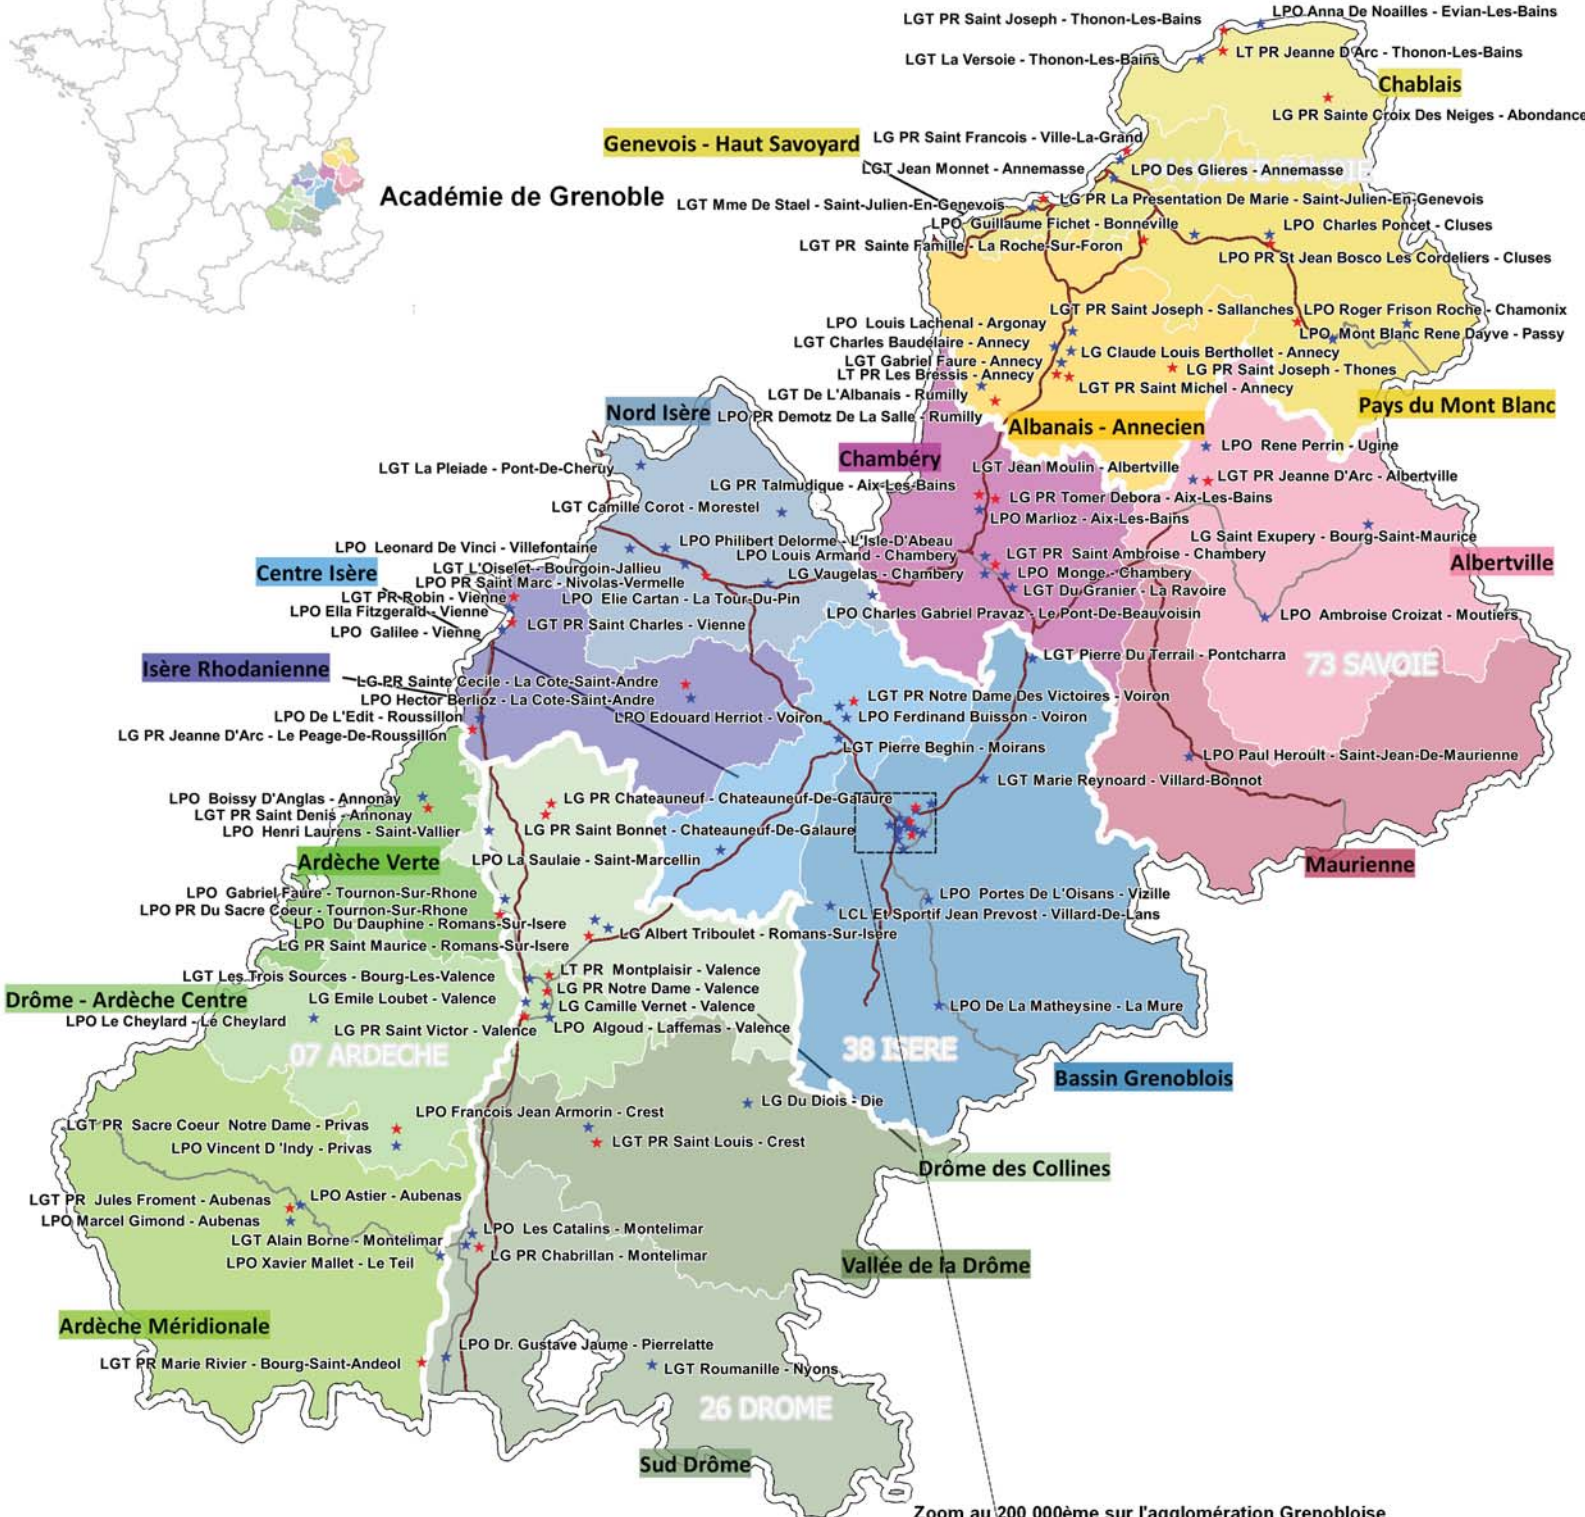 LPO Anna De Noailles - Evian-Les-Bains
LGT PR Saint Joseph - Thonon-Les-Bains
LT PR Jeanne D'Arc - Thonon-Les-Bains
LGT La Versoie - Thonon-Les-Bains
Chablais
LG PR Sainte Croix Des Neiges - Abondance
LG PR Saint Francois - Ville-La-Grand
Genevois - Haut Savoyard
74 HAUTE SAVOIE
LGT Jean Monnet - Annemasse
LPO Des Glieres - Annemasse
Académie de Grenoble
LGT Mme De Stael - Saint-Julien-En-Genevois
LG PR La Presentation De Marie - Saint-Julien-En-Genevois
LPO Guillaume Fichet - Bonneville
LPO Charles Poncet - Cluses
LGT PR Sainte Famille - La Roche-Sur-Foron
LPO PR St Jean Bosco Les Cordeliers - Cluses
LGT PR Saint Joseph - Sallanches
LPO Roger Frison Roche - Chamonix
LPO Louis Lachenal - Argonay
LPO Mont Blanc Rene Dayve - Passy
LGT Charles Baudelaire - Annecy
LG Claude Louis Berthollet - Annecy
LGT Gabriel Faure - Annecy
LG PR Saint Joseph - Thones
LT PR Les Bressis - Annecy
LGT PR Saint Michel - Annecy
LGT De L'Albanais - Rumilly
Pays du Mont Blanc
Nord Isère
LPO PR Demotz De La Salle - Rumilly
Albanais - Annecien
LPO Rene Perrin - Ugine
Chambéry
LGT La Pleiade - Pont-De-Cheruy
LGT Jean Moulin - Albertville
LGT PR Jeanne D'Arc - Albertville
LG PR Talmudique - Aix-Les-Bains
LG PR Tomer Debora - Aix-Les-Bains
LGT Camille Corot - Morestel
LPO Marlioz - Aix-Les-Bains
LG Saint Exupery - Bourg-Saint-Maurice
LPO Leonard De Vinci - Villefontaine
LPO Philibert Delorme - L'Isle-D'Abeau
LPO Louis Armand - Chambery
LGT PR Saint Ambroise - Chambery
Albertville
Centre Isère
LGT L'Oiselet - Bourgoin-Jallieu
LG Vaugelas - Chambery
LPO Monge - Chambery
LPO PR Saint Marc - Nivolas-Vermelle
LGT Du Granier - La Ravoire
LGT PR Robin - Vienne
LPO Elie Cartan - La Tour-Du-Pin
LPO Ella Fitzgerald - Vienne
LPO Charles Gabriel Pravaz - Le Pont-De-Beauvoisin
LPO Ambroise Croizat - Moutiers
LPO Galilee - Vienne
LGT PR Saint Charles - Vienne
LGT Pierre Du Terrail - Pontcharra
73 SAVOIE
Isère Rhodanienne
LG PR Sainte Cecile - La Cote-Saint-Andre
LPO Hector Berlioz - La Cote-Saint-Andre
LGT PR Notre Dame Des Victoires - Voiron
LPO De L'Edit - Roussillon
LPO Edouard Herriot - Voiron
LPO Ferdinand Buisson - Voiron
LG PR Jeanne D'Arc - Le Peage-De-Roussillon
LGT Pierre Beghin - Moirans
LPO Paul Heroult - Saint-Jean-De-Maurienne
LGT Marie Reynoard - Villard-Bonnot
LPO Boissy D'Anglas - Annonay
LG PR Chateauneuf - Chateauneuf-De-Galaure
LGT PR Saint Denis - Annonay
LPO Henri Laurens - Saint-Vallier
LG PR Saint Bonnet - Chateauneuf-De-Galaure
Ardèche Verte
LPO La Saulaie - Saint-Marcellin
Maurienne
LPO Gabriel Faure - Tournon-Sur-Rhone
LPO Portes De L'Oisans - Vizille
LPO PR Du Sacre Coeur - Tournon-Sur-Rhone
LCL Et Sportif Jean Prevost - Villard-De-Lans
LPO Du Dauphine - Romans-Sur-Isere
LG Albert Triboulet - Romans-Sur-Isere
LG PR Saint Maurice - Romans-Sur-Isere
LGT Les Trois Sources - Bourg-Les-Valence
LT PR Montplaisir - Valence
LG PR Notre Dame - Valence
Drôme - Ardèche Centre
LG Emile Loubet - Valence
LG Camille Vernet - Valence
LPO De La Matheysine - La Mure
LPO Le Cheylard - Le Cheylard
LG PR Saint Victor - Valence
LPO Algoud - Laffemas - Valence
07 ARDECHE
38 ISERE
Bassin Grenoblois
LG Du Diois - Die
LPO Francois Jean Armorin - Crest
LGT PR Sacre Coeur Notre Dame - Privas
LGT PR Saint Louis - Crest
LPO Vincent D 'Indy - Privas
Drôme des Collines
LGT PR Jules Froment - Aubenas
LPO Astier - Aubenas
LPO Marcel Gimond - Aubenas
LPO Les Catalins - Montelimar
LGT Alain Borne - Montelimar
LG PR Chabrillan - Montelimar
LPO Xavier Mallet - Le Teil
Vallée de la Drôme
Ardèche Méridionale
LPO Dr. Gustave Jaume - Pierrelatte
LGT PR Marie Rivier - Bourg-Saint-Andeol
LGT Roumanille - Nyons
26 DROME
Sud Drôme
Zoom au 200 000ème sur l'agglomération Grenobloise